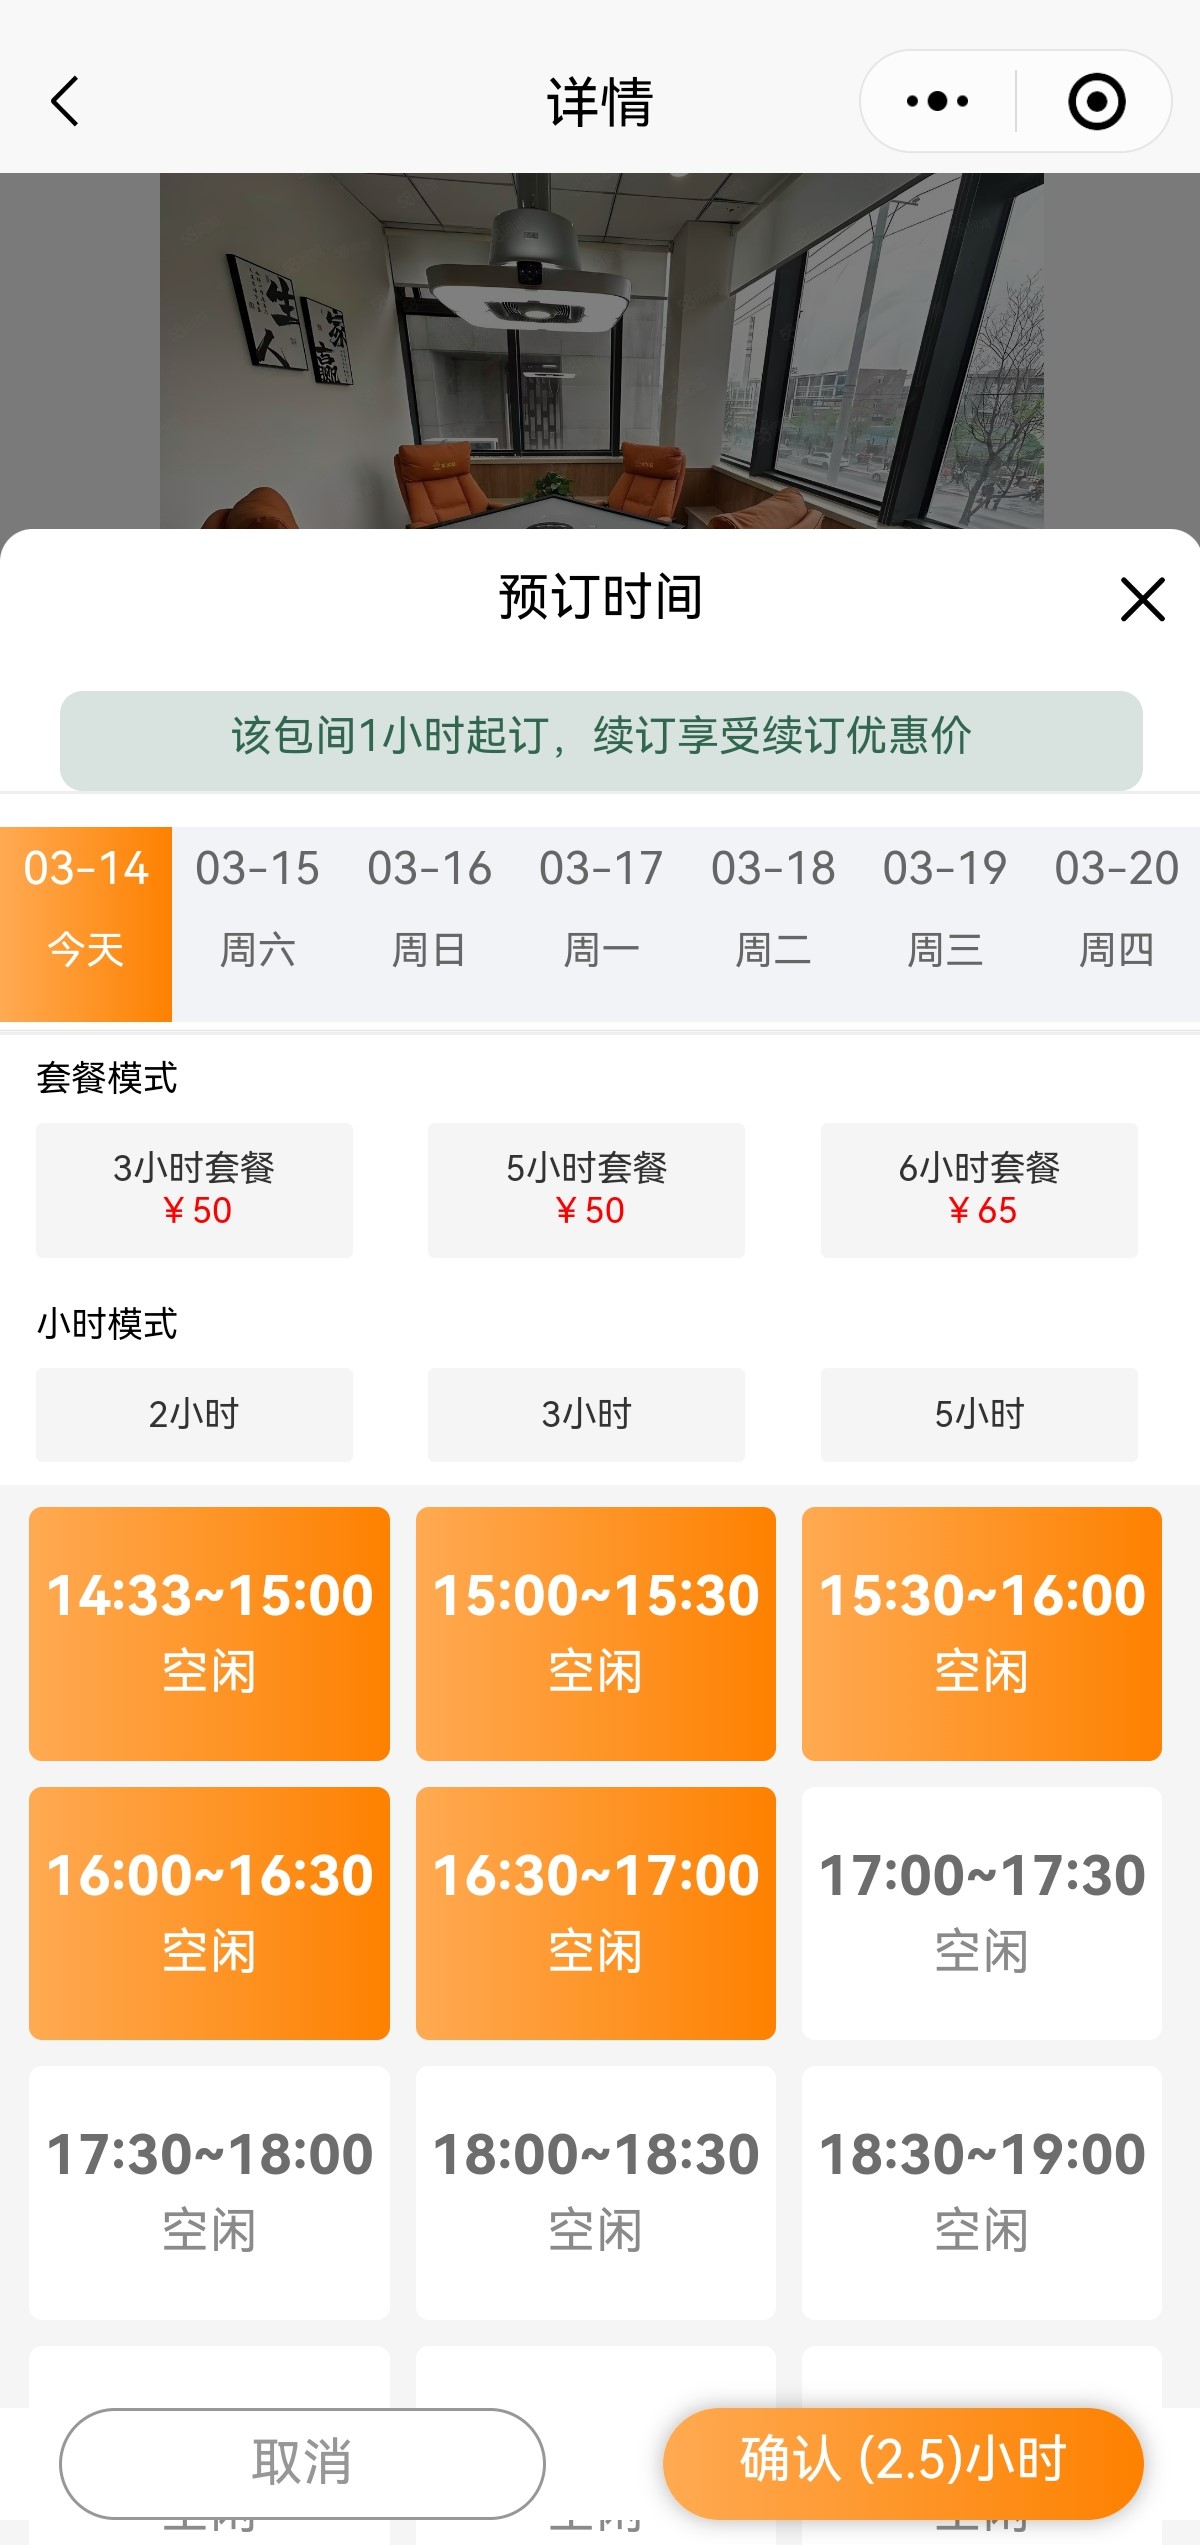 详情
人生
家赢
预订时间
该包间1小时起订，续订享受续订优惠价
03-14 03-15 03-16 03-17 03-18 03-19 03-20
今天 周六 周日 周一 周二 周三 周四
套餐模式
3小时套餐 5小时套餐 6小时套餐
¥50 ¥50 ¥65
小时模式
2小时 3小时 5小时
14:33~15:00 15:00~15:30 15:30~16:00
空闲 空闲 空闲
16:00~16:30 16:30~17:00 17:00~17:30
空闲 空闲 空闲
17:30~18:00 18:00~18:30 18:30~19:00
空闲 空闲 空闲
取消 确认 (2.5)小时
空闲 空闲 空闲